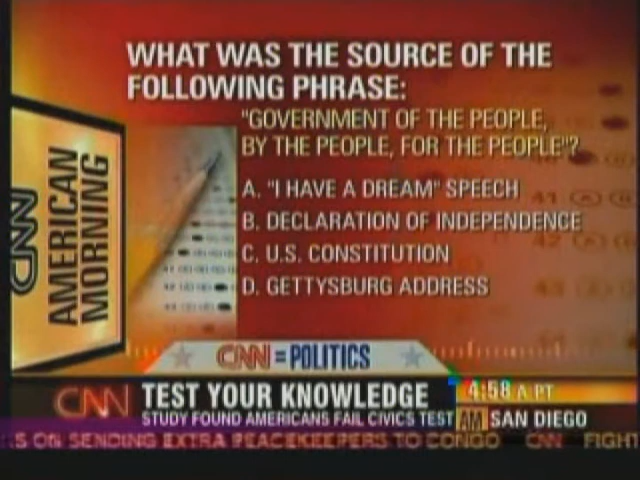 WHAT WAS THE SOURCE OF THE
FOLLOWING PHRASE:
"GOVERNMENT OF THE PEOPLE,
BY THE PEOPLE, FOR THE PEOPLE"?
A. "I HAVE A DREAM" SPEECH
B. DECLARATION OF INDEPENDENCE
C. U.S. CONSTITUTION
D. GETTYSBURG ADDRESS
CNN
AMERICAN
MORNING
CNN=POLITICS
CNN
TEST YOUR KNOWLEDGE
4:58 A PT
STUDY FOUND AMERICANS FAIL CIVICS TEST
AM SAN DIEGO
S ON SENDING EXTRA PEACEKEEPERS TO CONGO CNN FIGHT